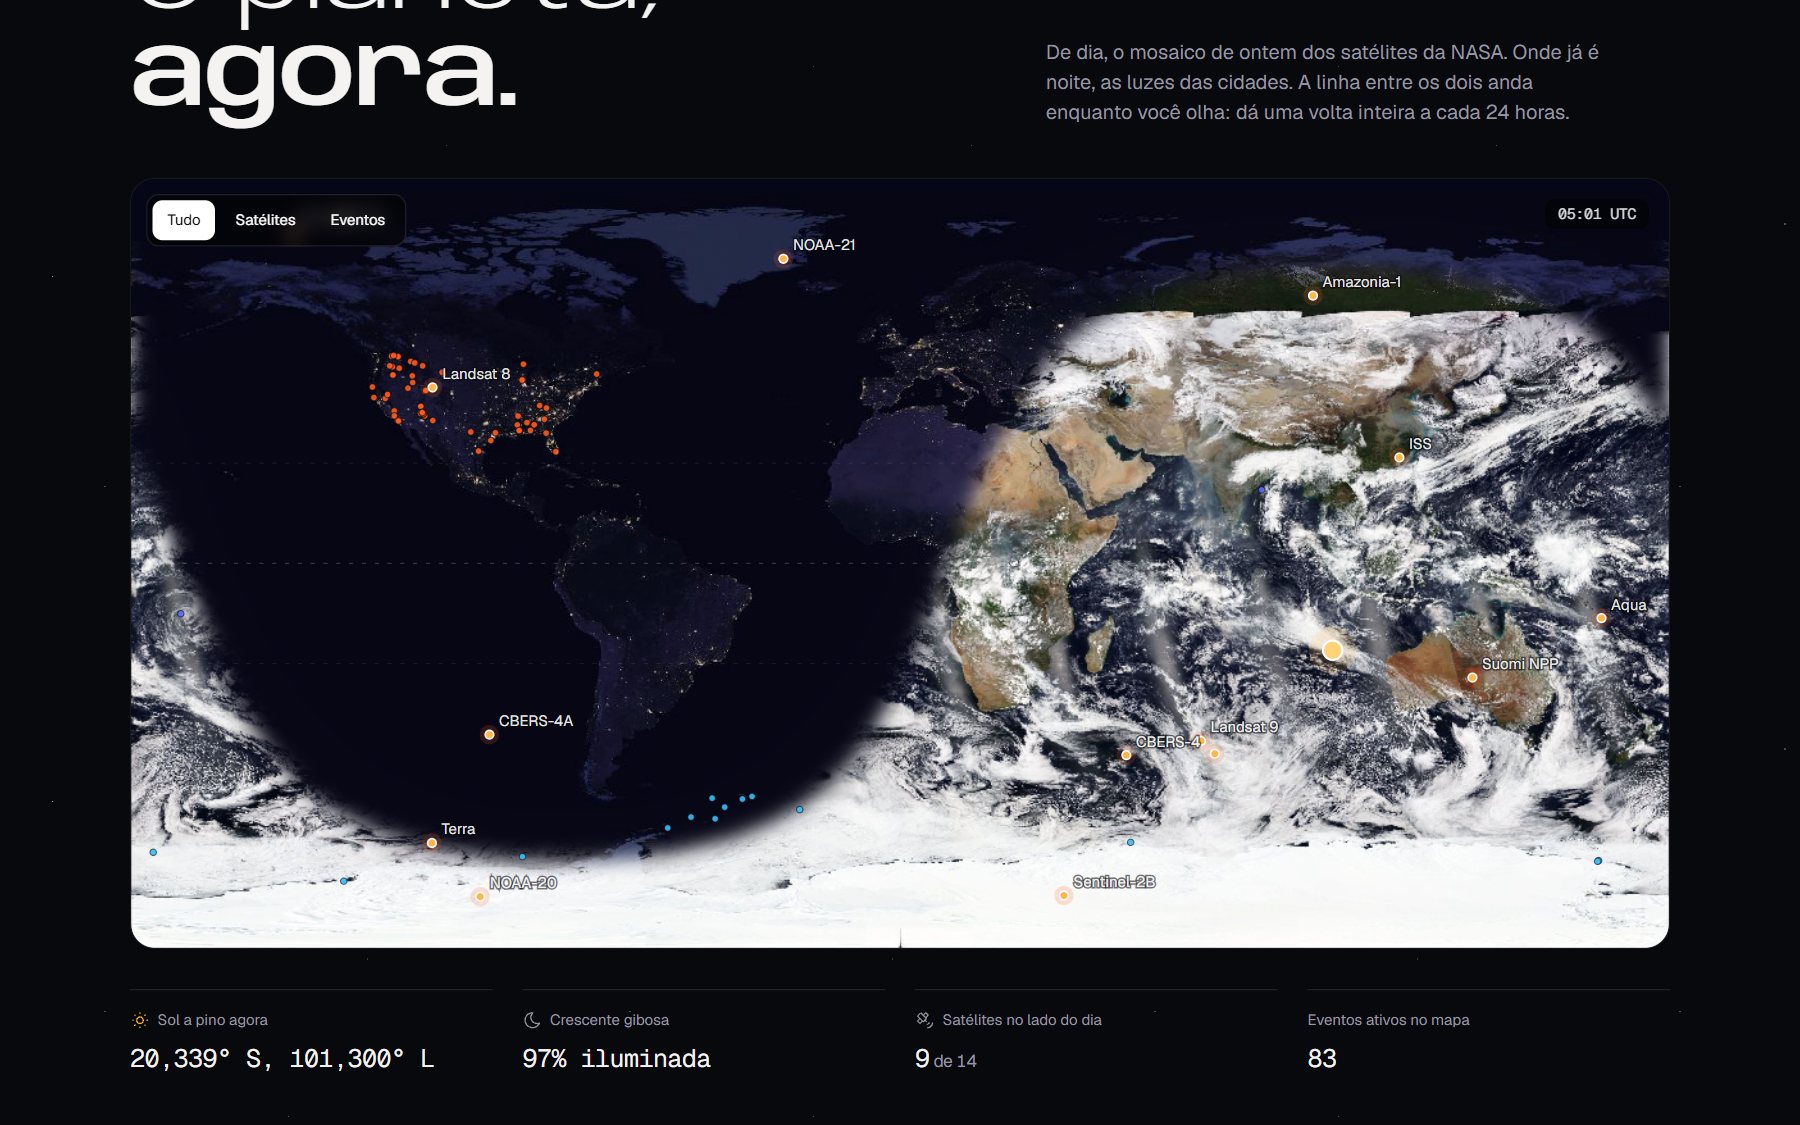 o planeta,
agora.
De dia, o mosaico de ontem dos satélites da NASA. Onde já é
noite, as luzes das cidades. A linha entre os dois anda
enquanto você olha: dá uma volta inteira a cada 24 horas.
Tudo
Satélites
Eventos
05:01 UTC
NOAA-21
Amazonia-1
Landsat 8
ISS
Aqua
Suomi NPP
CBERS-4A
Landsat 9
CBERS-4
Terra
NOAA-20
Sentinel-2B
Sol a pino agora
20,339° S, 101,300° L
Crescente gibosa
97% iluminada
Satélites no lado do dia
9 de 14
Eventos ativos no mapa
83